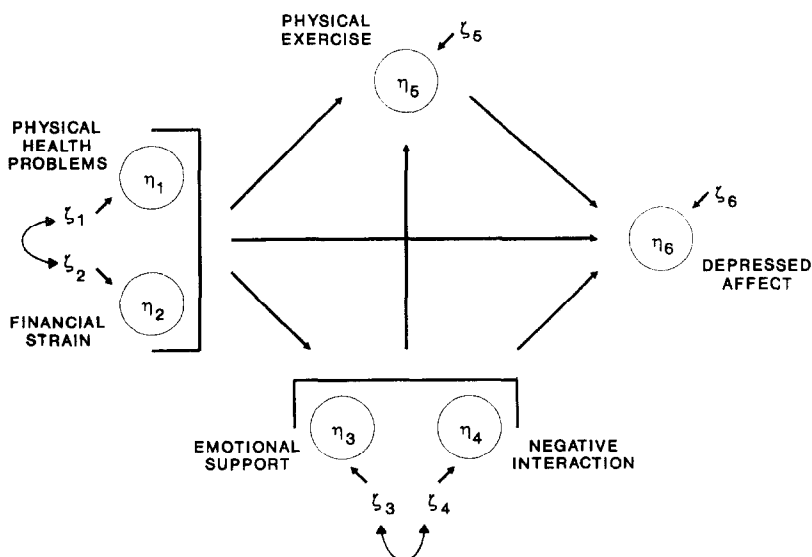 PHYSICAL
EXERCISE
ζ5
η5
PHYSICAL
HEALTH
PROBLEMS
η1
ζ1
ζ2
η2
FINANCIAL
STRAIN
ζ6
η6
DEPRESSED
AFFECT
EMOTIONAL
SUPPORT
η3
η4
NEGATIVE
INTERACTION
ζ3
ζ4